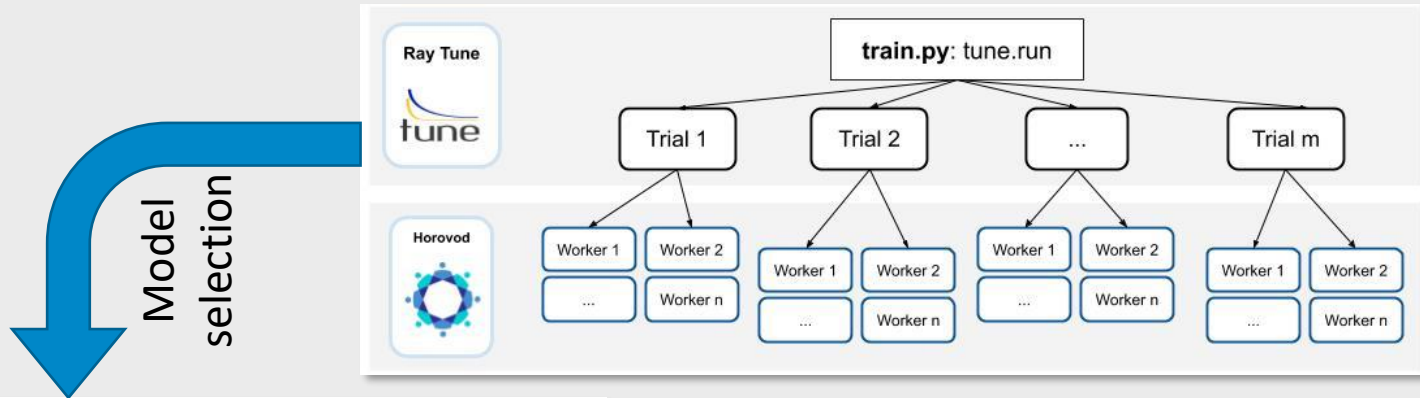 Ray Tune
tune
train.py: tune.run
Trial 1
Trial 2
...
Trial m
Model
selection
Horovod
Worker 1
Worker 2
...
Worker n
Worker 1
Worker 2
...
Worker n
Worker 1
Worker 2
...
Worker n
Worker 1
Worker 2
...
Worker n